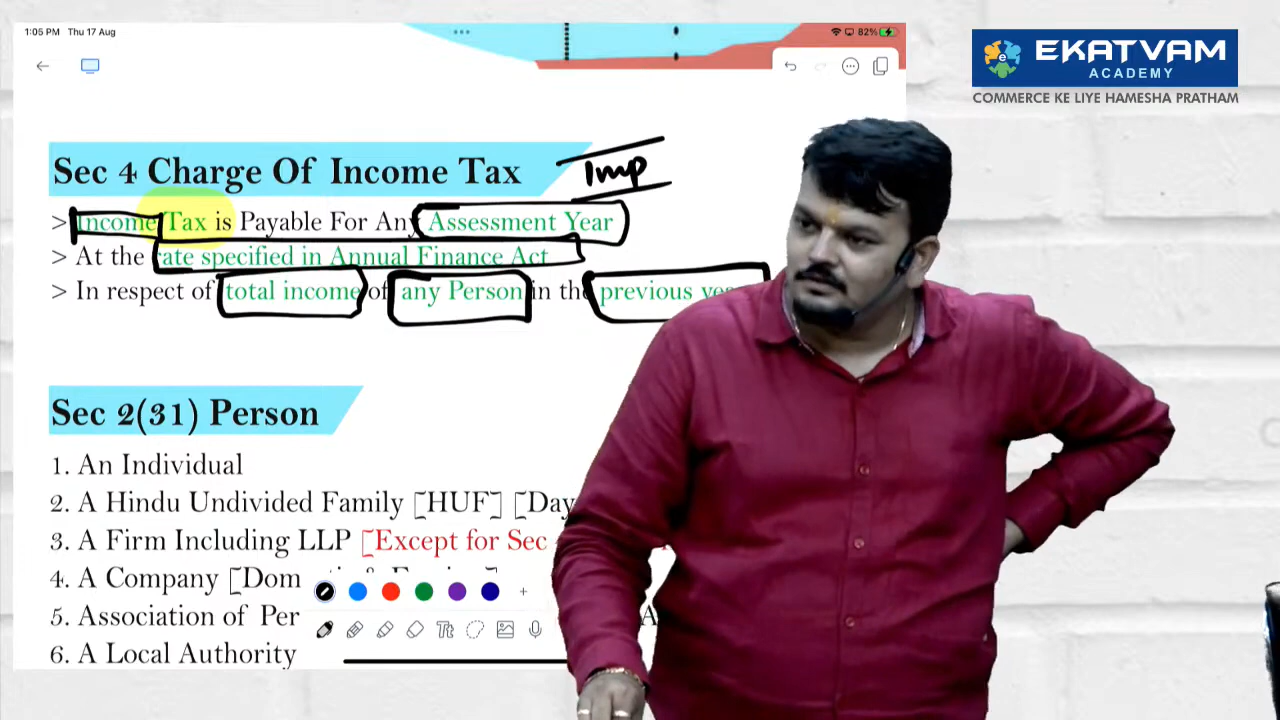 1:05 PM Thu 17 Aug
82%
EKATVAM
ACADEMY
COMMERCE KE LIYE HAMESHA PRATHAM
Sec 4 Charge Of Income Tax
Imp
> Income Tax is Payable For Any Assessment Year
> At the rate specified in Annual Finance Act
> In respect of total income of any Person in the previous
Sec 2(31) Person
1. An Individual
2. A Hindu Undivided Family [HUF]
3. A Firm Including LLP [Except for Sec
4. A Company
5. Association of
6. A Local Authority
Tt